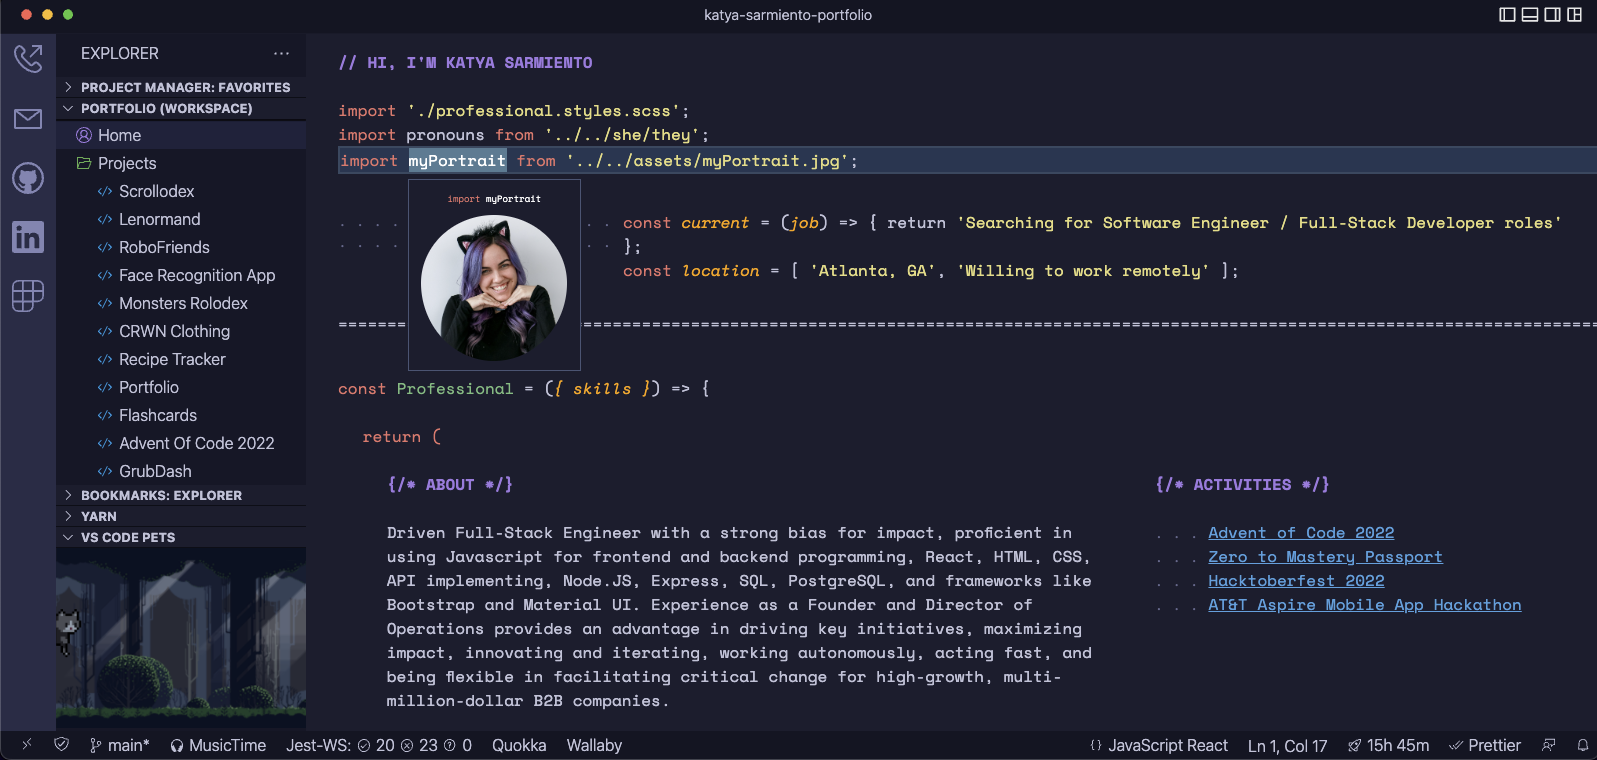 katya-sarmiento-portfolio
EXPLORER
PROJECT MANAGER: FAVORITES
PORTFOLIO (WORKSPACE)
Home
Projects
Scrollodex
Lenormand
RoboFriends
Face Recognition App
Monsters Rolodex
CRWN Clothing
Recipe Tracker
Portfolio
Flashcards
Advent Of Code 2022
GrubDash
BOOKMARKS: EXPLORER
YARN
VS CODE PETS
// HI, I'M KATYA SARMIENTO
import './professional.styles.scss';
import pronouns from '../../she/they';
import myPortrait from '../../assets/myPortrait.jpg';
import myPortrait
const current = (job) => { return 'Searching for Software Engineer / Full-Stack Developer roles'
};
const location = [ 'Atlanta, GA', 'Willing to work remotely' ];
const Professional = ({ skills }) => {
return (
{/* ABOUT */}
Driven Full-Stack Engineer with a strong bias for impact, proficient in
using Javascript for frontend and backend programming, React, HTML, CSS,
API implementing, Node.JS, Express, SQL, PostgreSQL, and frameworks like
Bootstrap and Material UI. Experience as a Founder and Director of
Operations provides an advantage in driving key initiatives, maximizing
impact, innovating and iterating, working autonomously, acting fast, and
being flexible in facilitating critical change for high-growth, multi-
million-dollar B2B companies.
{/* ACTIVITIES */}
Advent of Code 2022
Zero to Mastery Passport
Hacktoberfest 2022
AT&T Aspire Mobile App Hackathon
main* MusicTime Jest-WS: 20 23 0 Quokka Wallaby {} JavaScript React Ln 1, Col 17 15h 45m Prettier